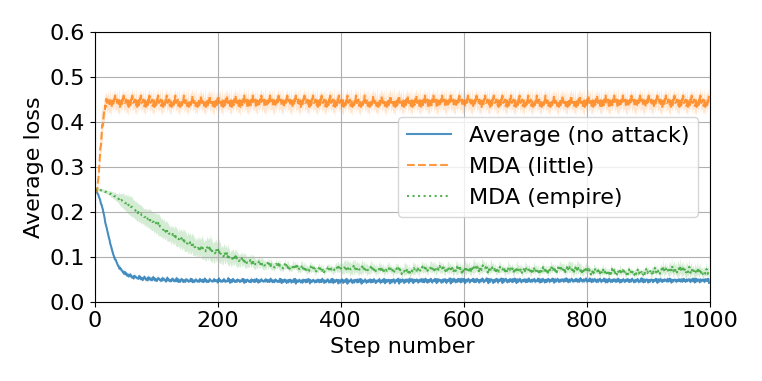 0.6
0.5
0.4
0.3
0.2
0.1
0.0
Average loss
Average (no attack)
MDA (little)
MDA (empire)
0 200 400 600 800 1000
Step number